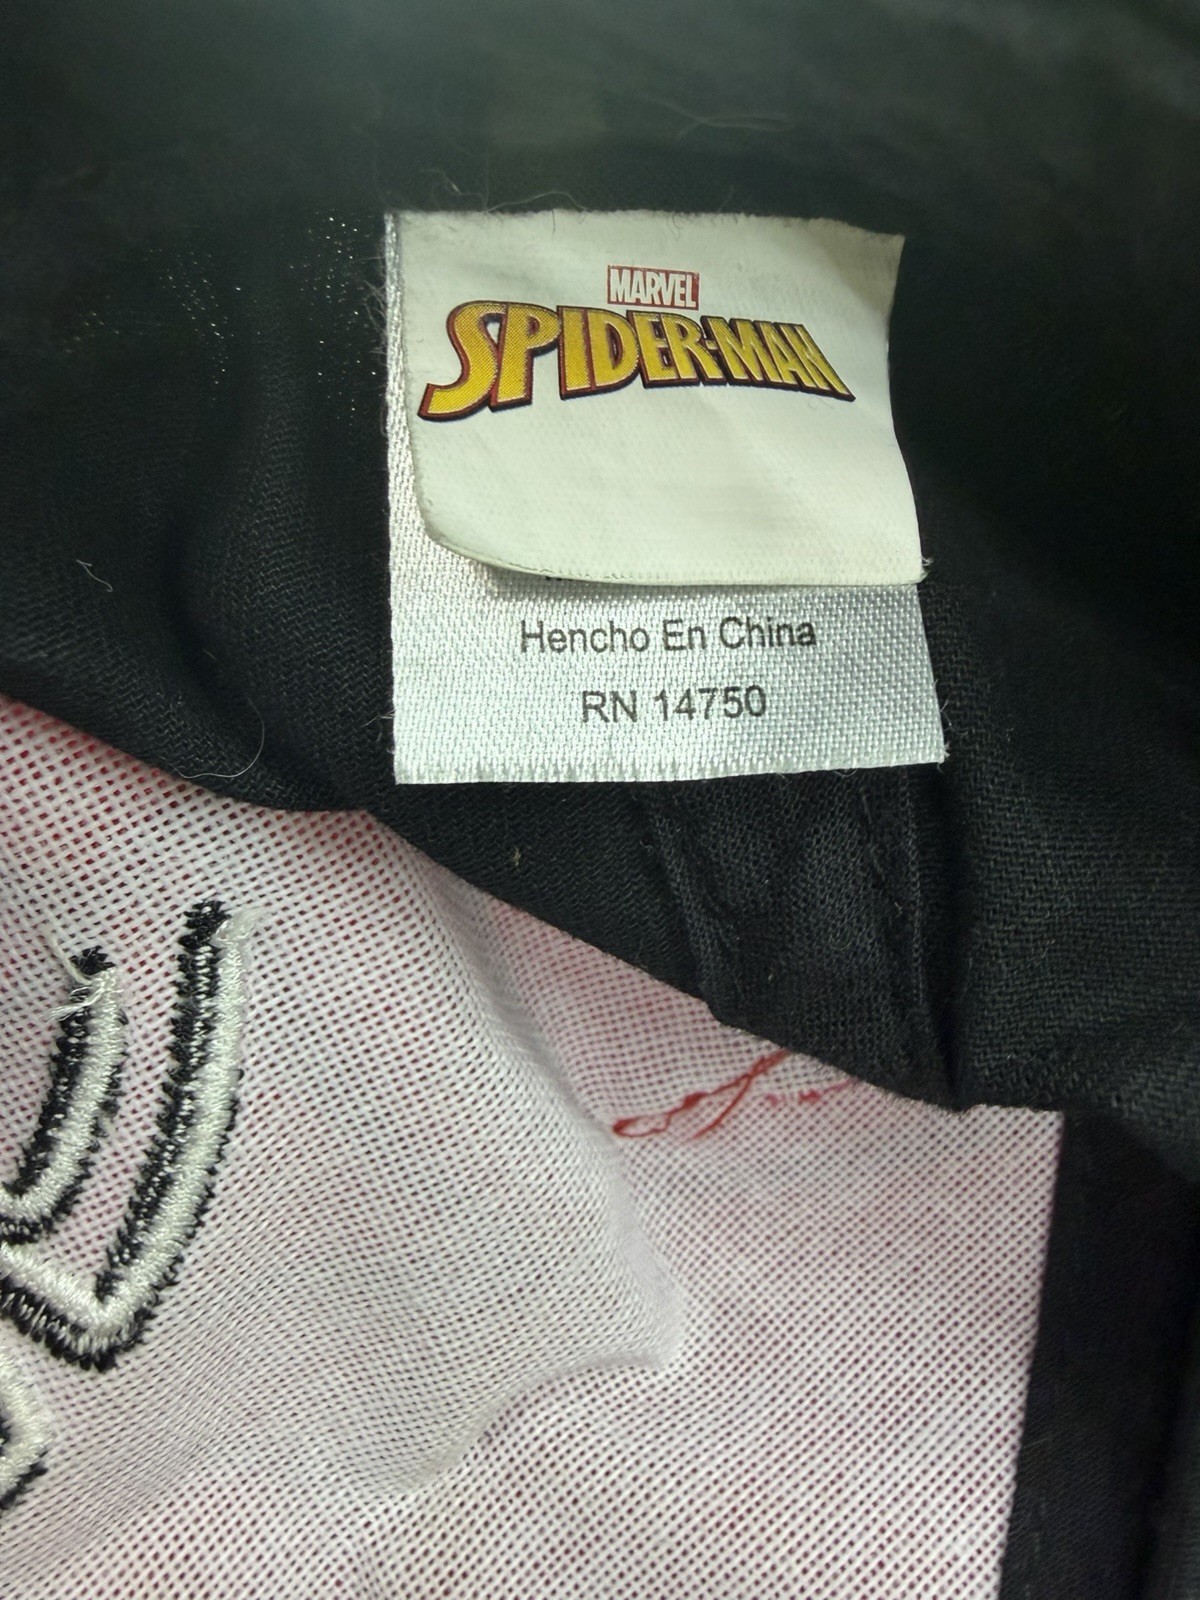 MARVEL
SPIDER-MAN
Hencho En China
RN 14750